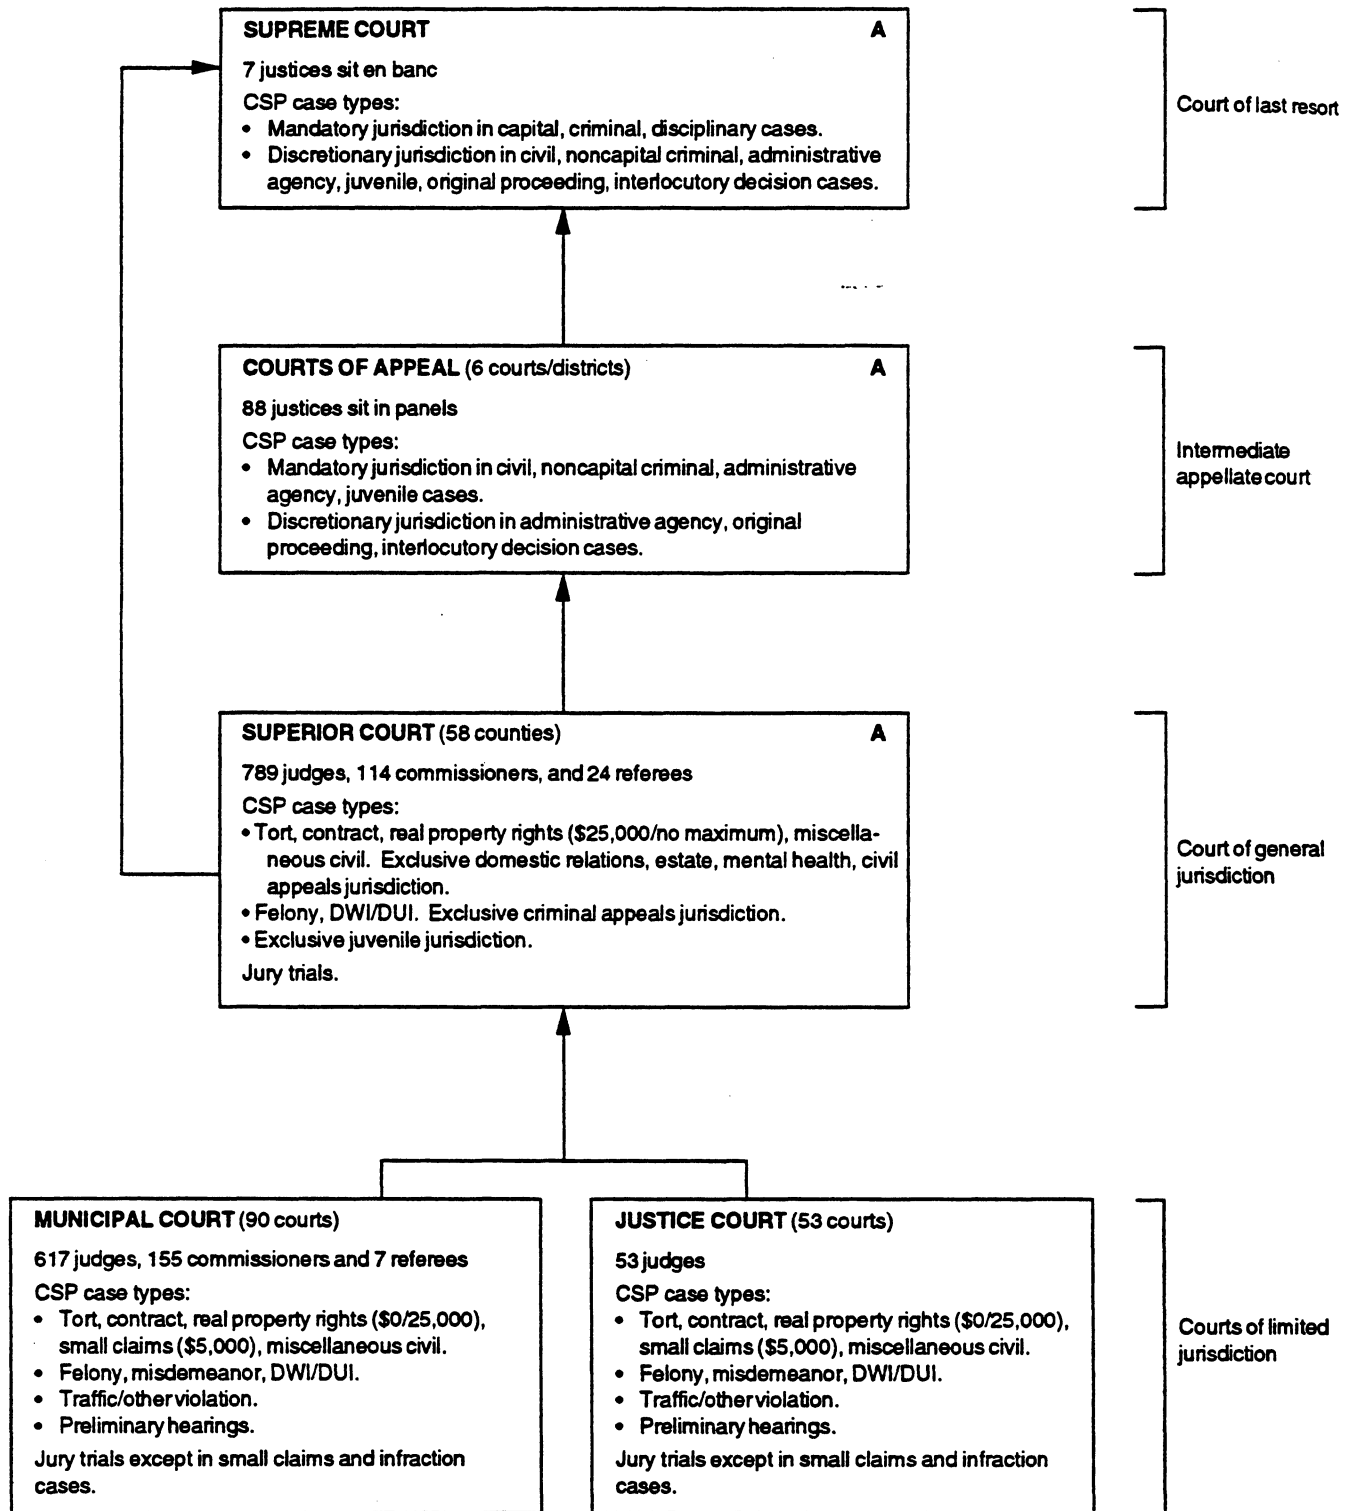 SUPREME COURT A
7 justices sit en banc
CSP case types:
• Mandatory jurisdiction in capital, criminal, disciplinary cases.
• Discretionary jurisdiction in civil, noncapital criminal, administrative
agency, juvenile, original proceeding, interlocutory decision cases.
Court of last resort
COURTS OF APPEAL (6 courts/districts) A
88 justices sit in panels
CSP case types:
• Mandatory jurisdiction in civil, noncapital criminal, administrative
agency, juvenile cases.
• Discretionary jurisdiction in administrative agency, original
proceeding, interlocutory decision cases.
Intermediate
appellate court
SUPERIOR COURT (58 counties) A
789 judges, 114 commissioners, and 24 referees
CSP case types:
• Tort, contract, real property rights ($25,000/no maximum), miscella-
neous civil. Exclusive domestic relations, estate, mental health, civil
appeals jurisdiction.
• Felony, DWI/DUI. Exclusive criminal appeals jurisdiction.
• Exclusive juvenile jurisdiction.
Jury trials.
Court of general
jurisdiction
MUNICIPAL COURT (90 courts)
617 judges, 155 commissioners and 7 referees
CSP case types:
• Tort, contract, real property rights ($0/25,000),
small claims ($5,000), miscellaneous civil.
• Felony, misdemeanor, DWI/DUI.
• Traffic/other violation.
• Preliminary hearings.
Jury trials except in small claims and infraction
cases.
JUSTICE COURT (53 courts)
53 judges
CSP case types:
• Tort, contract, real property rights ($0/25,000),
small claims ($5,000), miscellaneous civil.
• Felony, misdemeanor, DWI/DUI.
• Traffic/other violation.
• Preliminary hearings.
Jury trials except in small claims and infraction
cases.
Courts of limited
jurisdiction